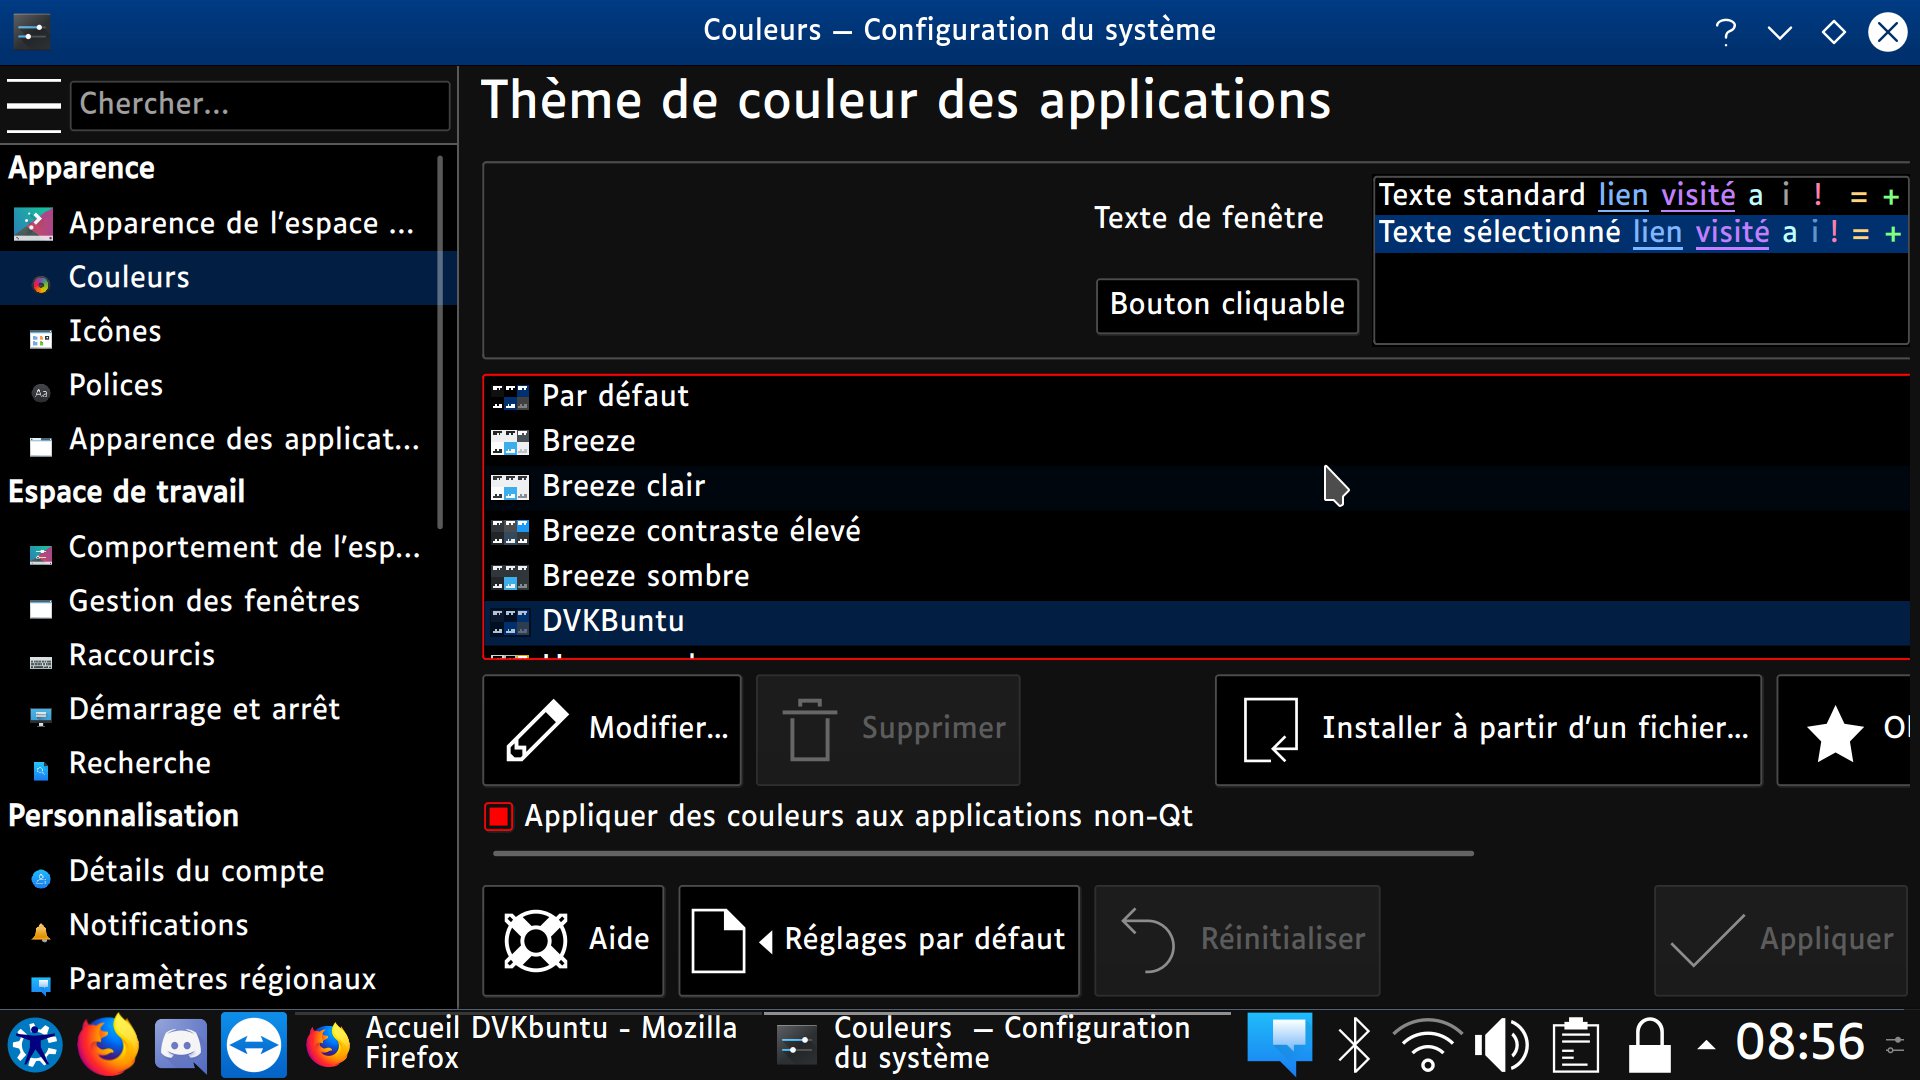 Couleurs — Configuration du système
Chercher...
Thème de couleur des applications
Apparence
Apparence de l'espace ...
Couleurs
Icônes
Polices
Apparence des applicat...
Espace de travail
Comportement de l'esp...
Gestion des fenêtres
Raccourcis
Démarrage et arrêt
Recherche
Personnalisation
Détails du compte
Notifications
Paramètres régionaux
Texte de fenêtre
Bouton cliquable
Texte standard lien visité a i ! = +
Texte sélectionné lien visité a i ! = +
Par défaut
Breeze
Breeze clair
Breeze contraste élevé
Breeze sombre
DVKBuntu
Modifier...
Supprimer
Installer à partir d'un fichier...
Appliquer des couleurs aux applications non-Qt
Aide
Réglages par défaut
Réinitialiser
Appliquer
Accueil DVKbuntu - Mozilla
Firefox
Couleurs — Configuration
du système
08:56